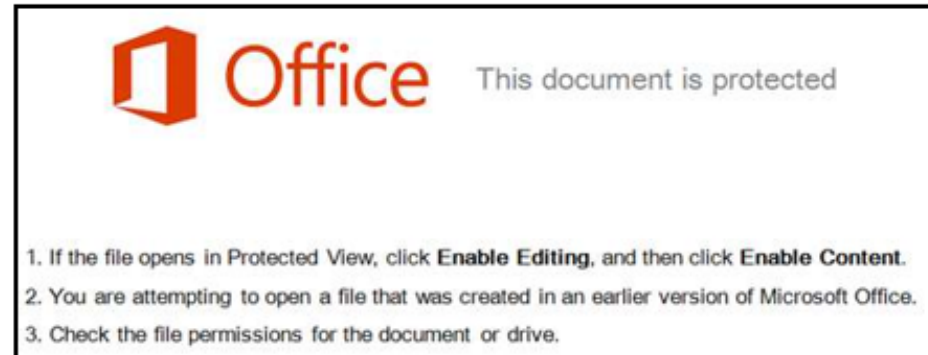 Office This document is protected
1. If the file opens in Protected View, click Enable Editing, and then click Enable Content.
2. You are attempting to open a file that was created in an earlier version of Microsoft Office.
3. Check the file permissions for the document or drive.